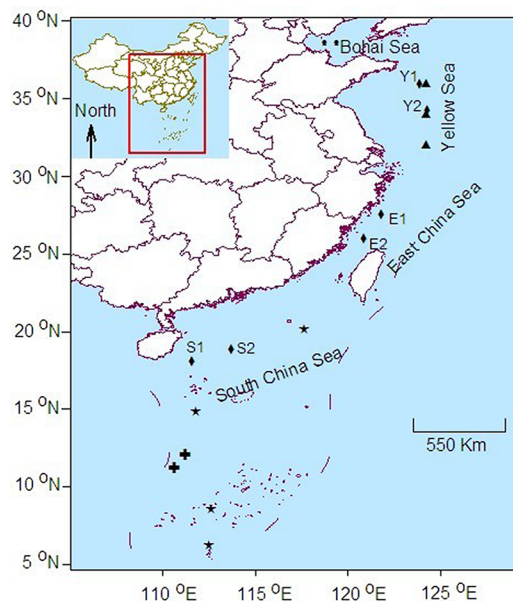 40 °N
Bohai Sea
Y1
35 °N
Y2
Yellow Sea
North
30 °N
E1
25 °N
E2
East China Sea
20 °N
S1
S2
South China Sea
15 °N
550 Km
10 °N
5 °N
110 °E
115 °E
120 °E
125 °E